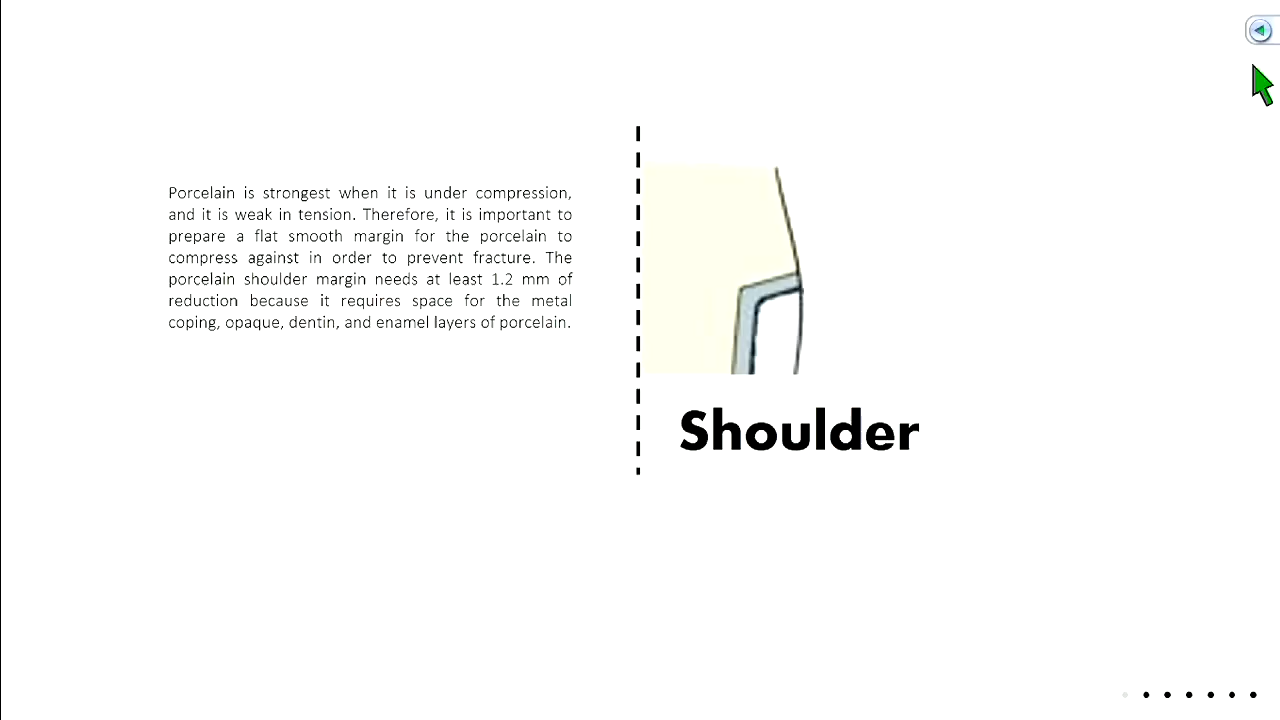 Porcelain is strongest when it is under compression,
and it is weak in tension. Therefore, it is important to
prepare a flat smooth margin for the porcelain to
compress against in order to prevent fracture. The
porcelain shoulder margin needs at least 1.2 mm of
reduction because it requires space for the metal
coping, opaque, dentin, and enamel layers of porcelain.
Shoulder